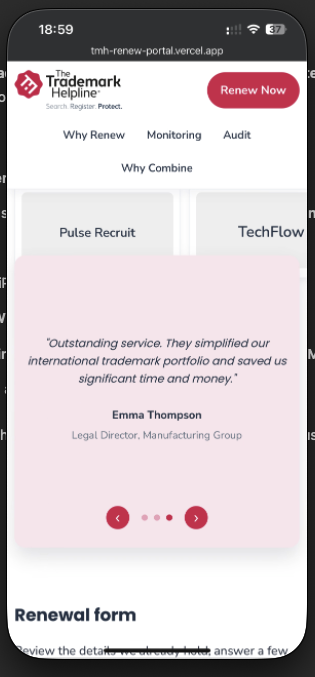 18:59
37
tmh-renew-portal.vercel.app
The
Trademark
Helpline
Search. Register. Protect.
Renew Now
Why Renew
Monitoring
Audit
Why Combine
Pulse Recruit
TechFlow
"Outstanding service. They simplified our
international trademark portfolio and saved us
significant time and money."
Emma Thompson
Legal Director, Manufacturing Group
Renewal form
Review the details we already hold, answer a few